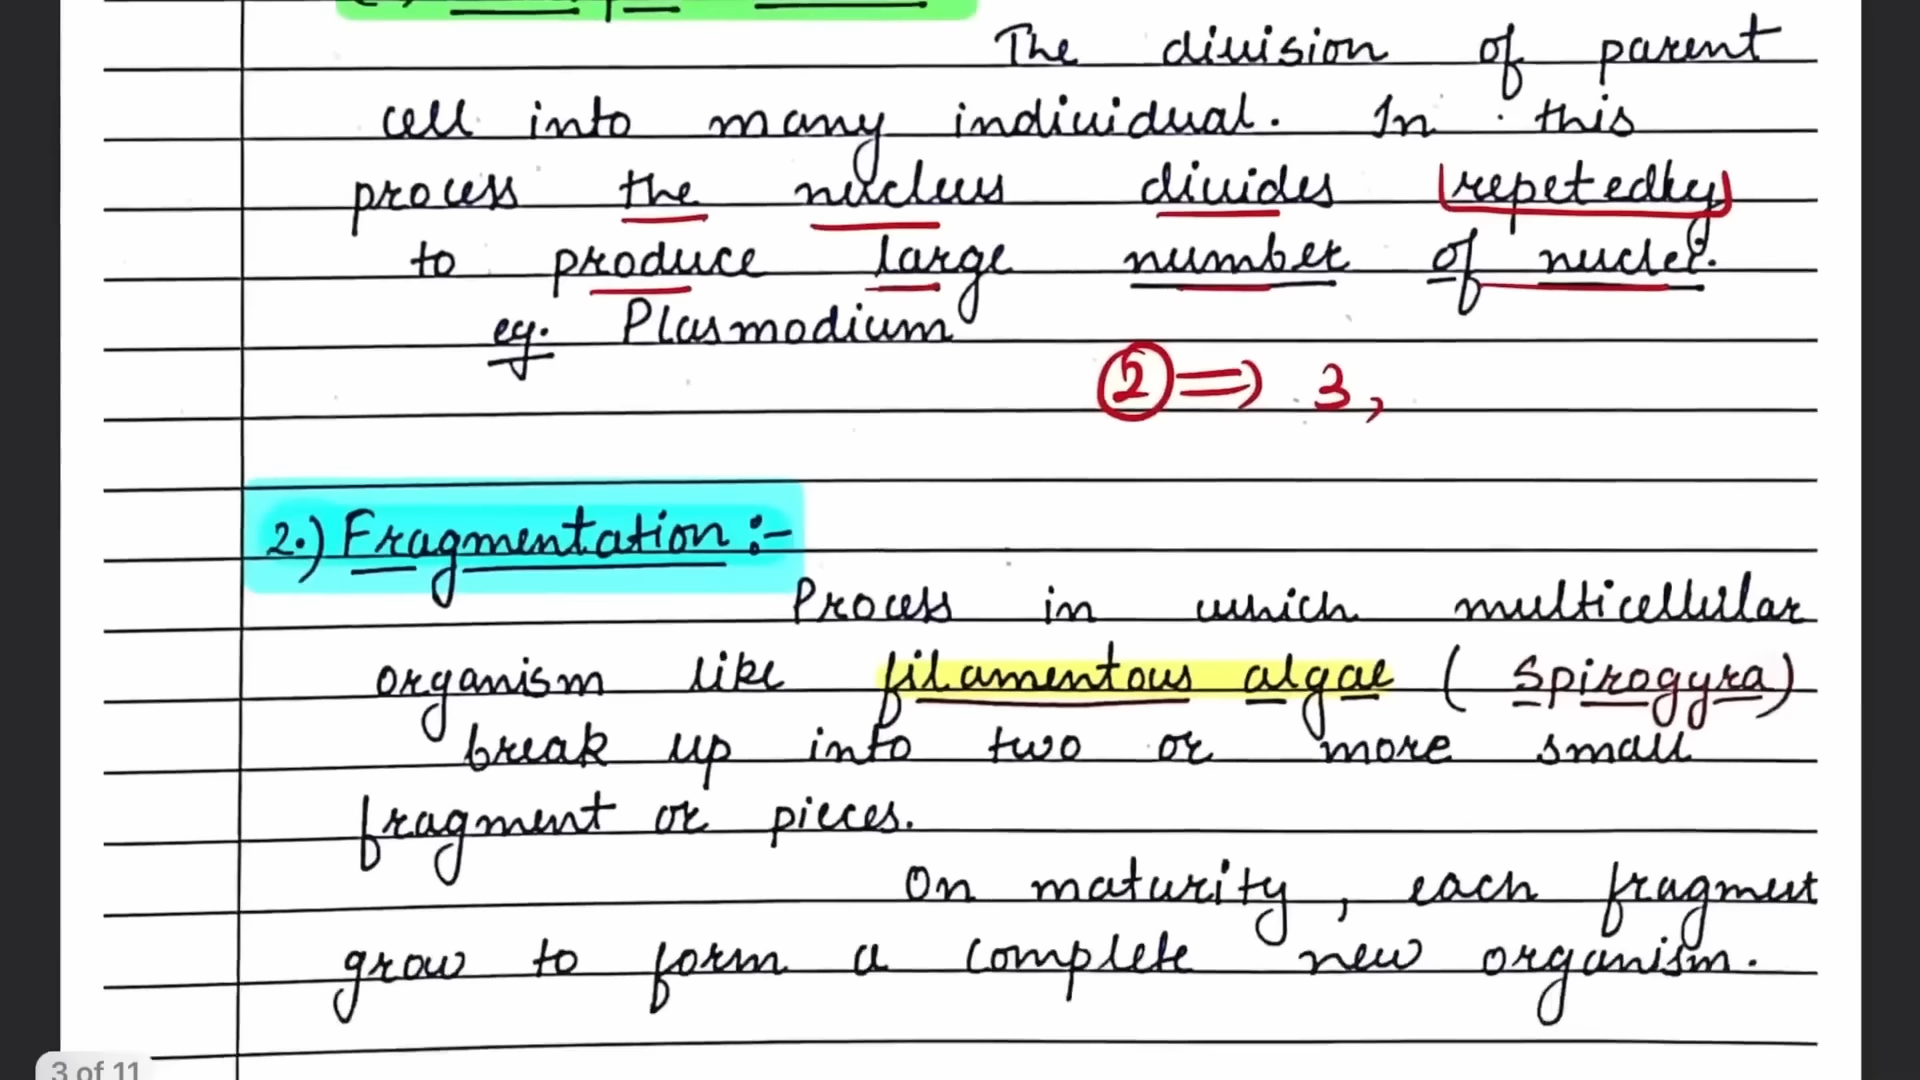 The division of parent
cell into many individual. In this
process the nucleus divides (repetedly)
to produce large number of nuclei.
eg. Plasmodium
2 ⇒ 3,
2.) Fragmentation :-
Process in which multicellular
organism like filamentous algae ( Spirogyra)
break up into two or more small
fragment or pieces.
On maturity, each fragment
grow to form a complete new organism.
3 of 11